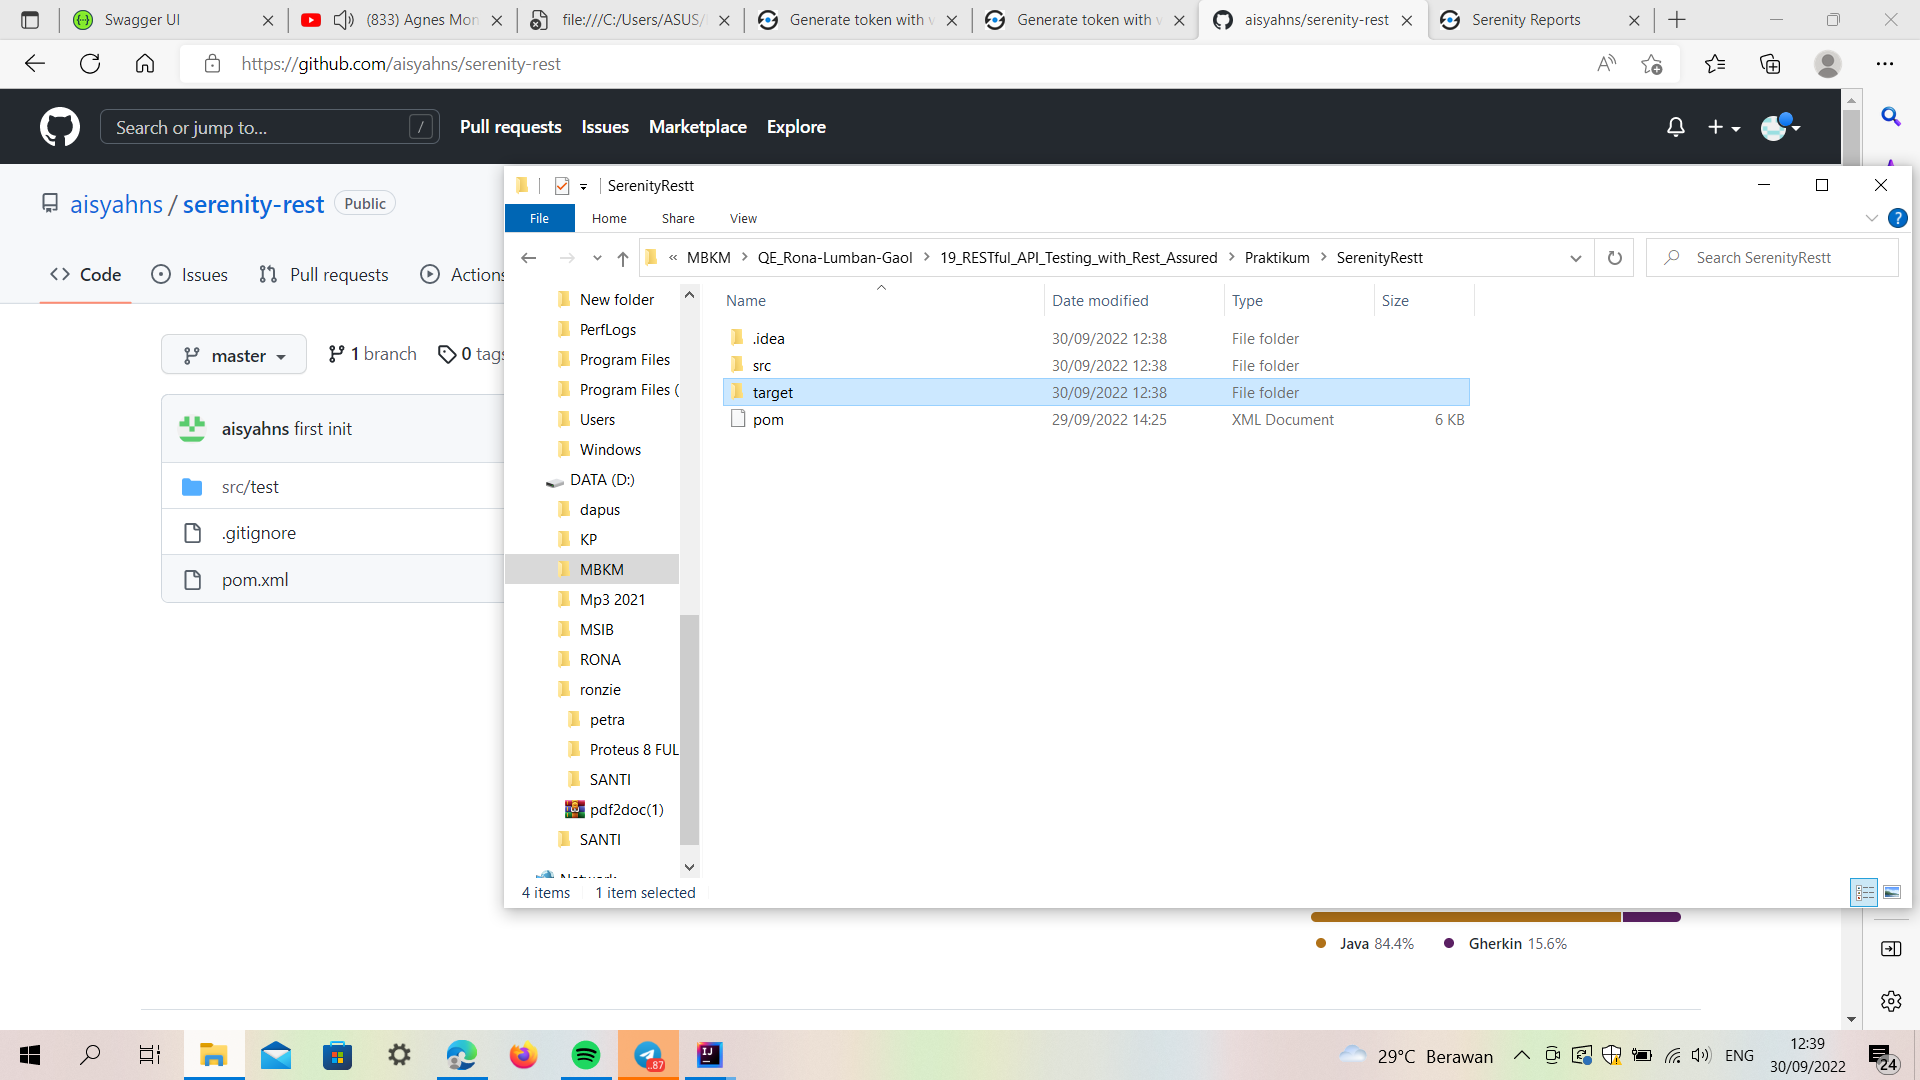 Swagger UI
(833) Agnes Mon
file:///C:/Users/ASUS/
Generate token with v
Generate token with v
aisyahns/serenity-rest
Serenity Reports
https://github.com/aisyahns/serenity-rest
Search or jump to...
/
Pull requests
Issues
Marketplace
Explore
aisyahns / serenity-rest
Public
Code
Issues
Pull requests
Actions
master
1 branch
0 tags
aisyahns first init
src/test
.gitignore
pom.xml
SerenityRestt
File
Home
Share
View
« MBKM > QE_Rona-Lumban-Gaol > 19_RESTful_API_Testing_with_Rest_Assured > Praktikum > SerenityRestt
Search SerenityRestt
New folder
PerfLogs
Program Files
Program Files (
Users
Windows
DATA (D:)
dapus
KP
MBKM
Mp3 2021
MSIB
RONA
ronzie
petra
Proteus 8 FUL
SANTI
pdf2doc(1)
SANTI
Network
Name
Date modified
Type
Size
.idea 30/09/2022 12:38 File folder
src 30/09/2022 12:38 File folder
target 30/09/2022 12:38 File folder
pom 29/09/2022 14:25 XML Document 6 KB
4 items
1 item selected
Java 84.4%
Gherkin 15.6%
.87
IJ
29°C Berawan
ENG
12:39
30/09/2022
24